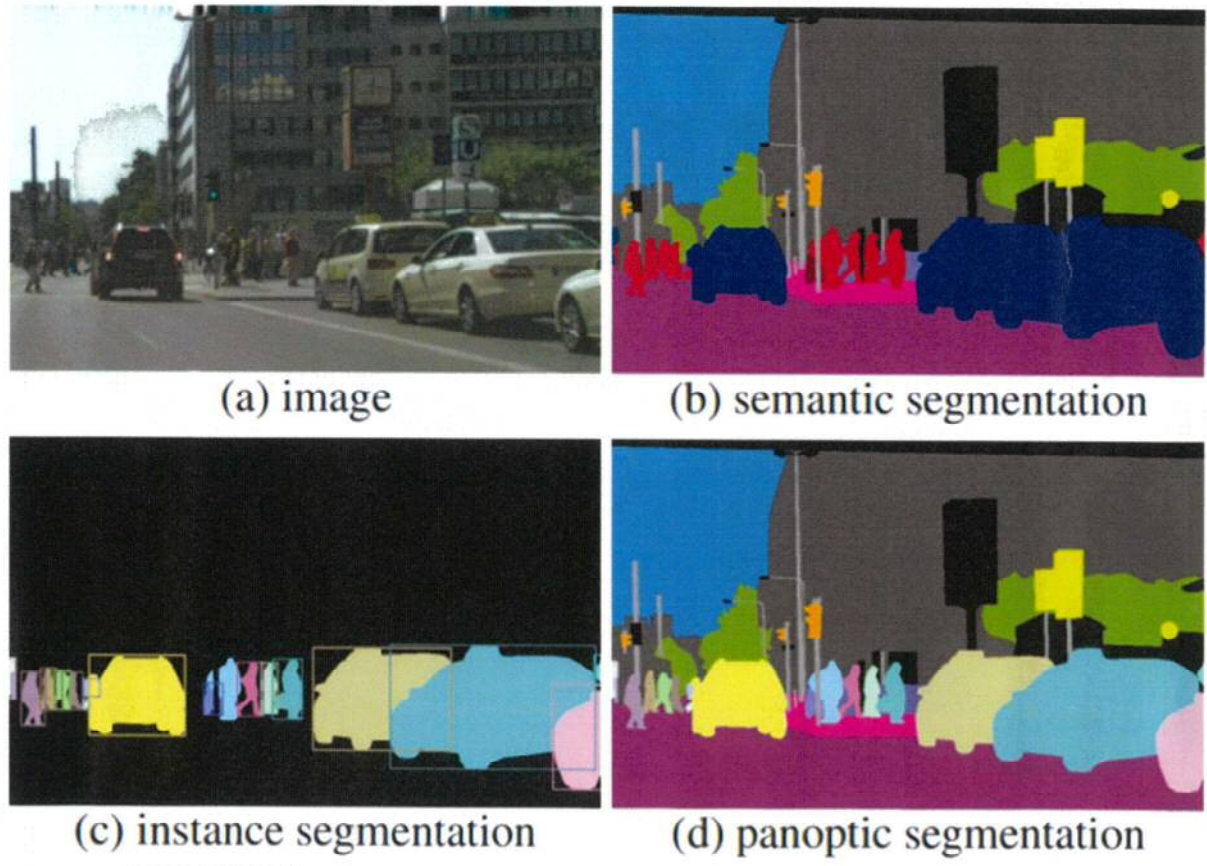 (a) image
(b) semantic segmentation
(c) instance segmentation
(d) panoptic segmentation